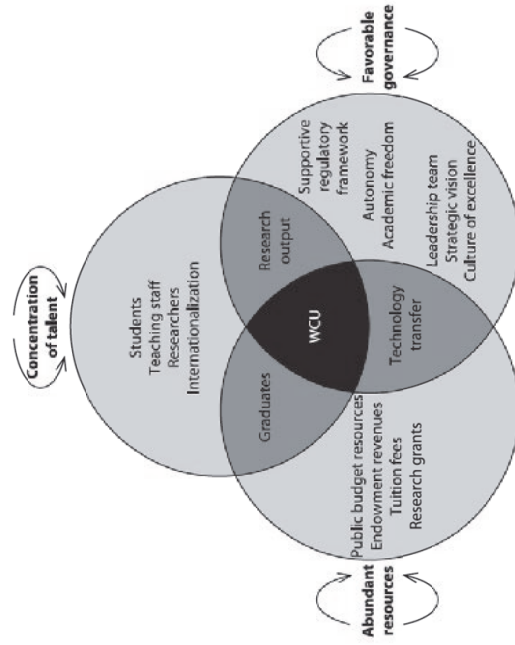 Concentration
of talent
Students
Teaching staff
Researchers
Internationalization
Graduates
Research
output
WCU
Supportive
regulatory
framework
Autonomy
Academic freedom
Leadership team
Strategic vision
Culture of excellence
Favorable
governance
Public budget resources
Endowment revenues
Tuition fees
Research grants
Technology
transfer
Abundant
resources